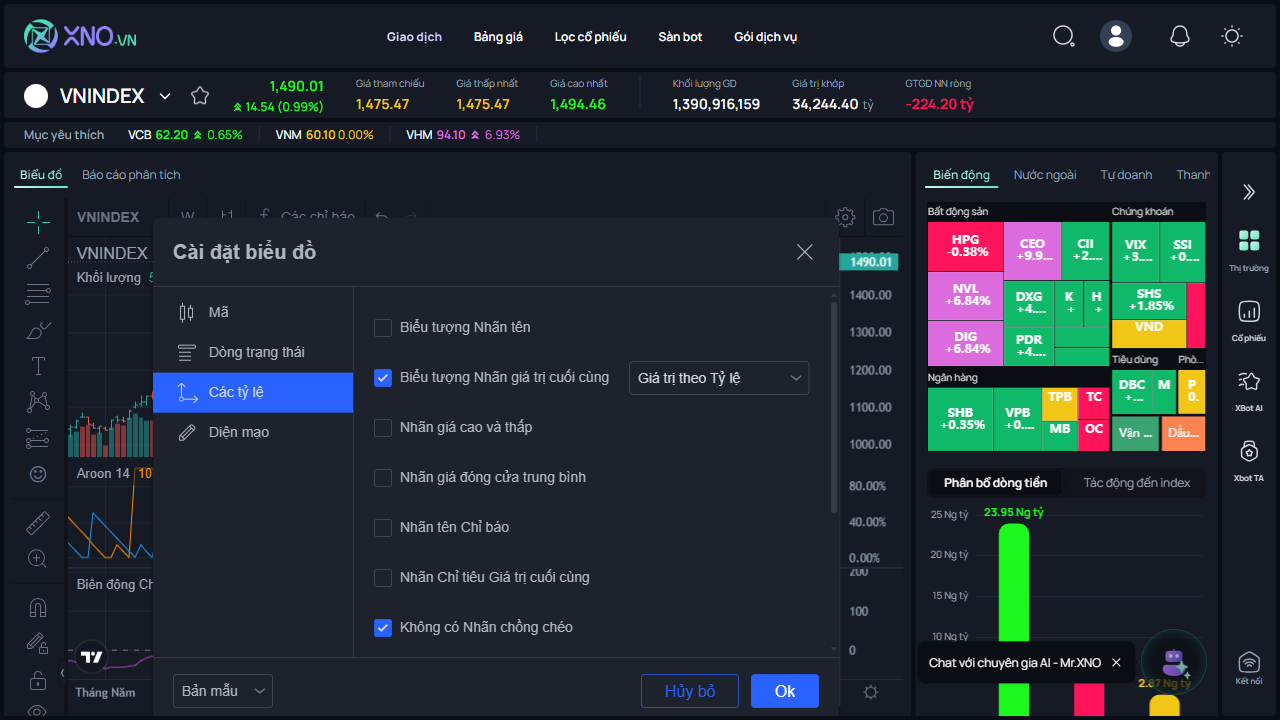 XNO.VN
Giao dịch
Bảng giá
Lọc cổ phiếu
Sàn bot
Gói dịch vụ
VNINDEX
1,490.01
14.54 (0.99%)
Giá tham chiếu
1,475.47
Giá thấp nhất
1,475.47
Giá cao nhất
1,494.46
Khối lượng GD
1,390,916,159
Giá trị khớp
34,244.40 tỷ
GTGD NN ròng
-224.20 tỷ
Mục yêu thích
VCB 62.20 0.65%
VNM 60.10 0.00%
VHM 94.10 6.93%
Biểu đồ
Báo cáo phân tích
VNINDEX
W
Các chỉ báo
VNINDEX
Khối lượng
Aroon 14
Biên động Ch
Tháng Năm
Cài đặt biểu đồ
Mã
Dòng trạng thái
Các tỷ lệ
Diện mạo
Biểu tượng Nhãn tên
Biểu tượng Nhãn giá trị cuối cùng
Giá trị theo Tỷ lệ
Nhãn giá cao và thấp
Nhãn giá đóng cửa trung bình
Nhãn tên Chỉ báo
Nhãn Chỉ tiêu Giá trị cuối cùng
Không có Nhãn chồng chéo
Bản mẫu
Hủy bỏ
Ok
1490.01
1400.00
1300.00
1200.00
1100.00
1000.00
80.00%
40.00%
0.00%
200
100
0
Biến động
Nước ngoài
Tự doanh
Thanh
Bất động sản
Chứng khoán
HPG
-0.38%
CEO
+9.9...
CII
+2....
VIX
+3....
SSI
+0....
NVL
+6.84%
DXG
+4....
K
+
H
+
SHS
+1.85%
VND
DIG
+6.84%
PDR
+4....
Tiêu dùng
Phò...
Ngân hàng
SHB
+0.35%
VPB
+0....
TPB
TC
MB
OC
DBC
+...
M
P
0.
Vận ...
Dầu...
Phân bổ dòng tiền
Tác động đến index
25 Ng tỷ
23.95 Ng tỷ
20 Ng tỷ
15 Ng tỷ
10 Ng tỷ
Chat với chuyên gia AI - Mr.XNO
2.67 Ng tỷ
Thị trường
Cổ phiếu
XBot AI
Xbot TA
Kết nối